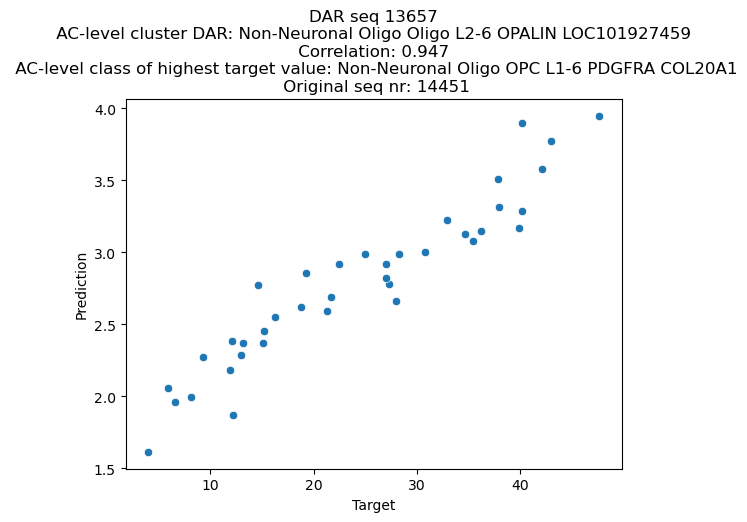 DAR seq 13657
AC-level cluster DAR: Non-Neuronal Oligo Oligo L2-6 OPALIN LOC101927459
Correlation: 0.947
AC-level class of highest target value: Non-Neuronal Oligo OPC L1-6 PDGFRA COL20A1
Original seq nr: 14451
4.0
3.5
3.0
2.5
2.0
1.5
Prediction
10 20 30 40
Target